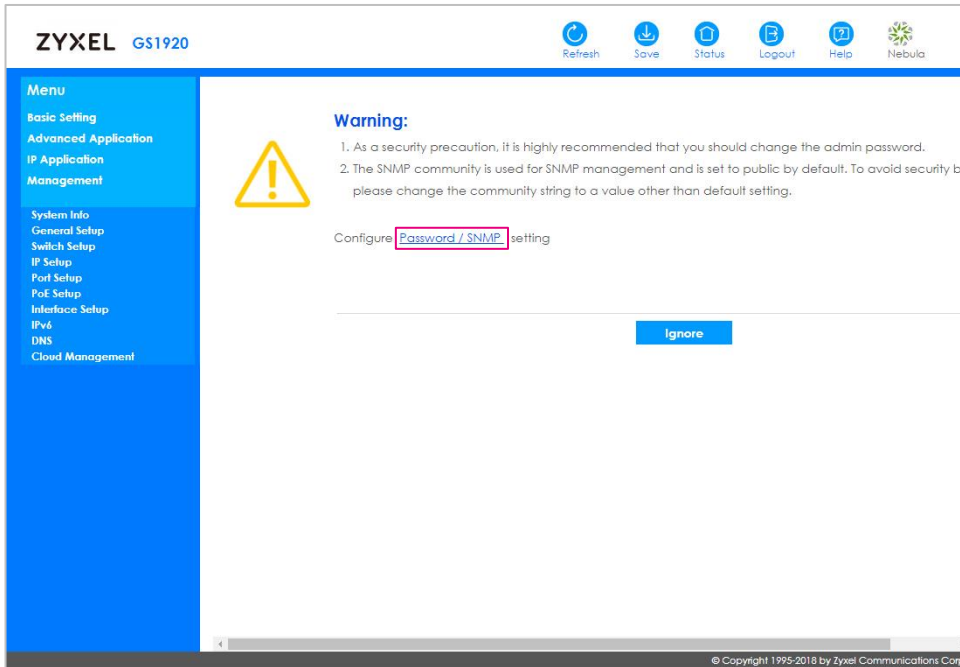 ZYXEL GS1920
Refresh Save Status Logout Help Nebula
Menu
Basic Setting
Advanced Application
IP Application
Management
System Info
General Setup
Switch Setup
IP Setup
Port Setup
PoE Setup
Interface Setup
IPv6
DNS
Cloud Management
Warning:
1. As a security precaution, it is highly recommended that you should change the admin password.
2. The SNMP community is used for SNMP management and is set to public by default. To avoid security b
please change the community string to a value other than default setting.
Configure Password / SNMP setting
Ignore
© Copyright 1995-2018 by Zyxel Communications Cor